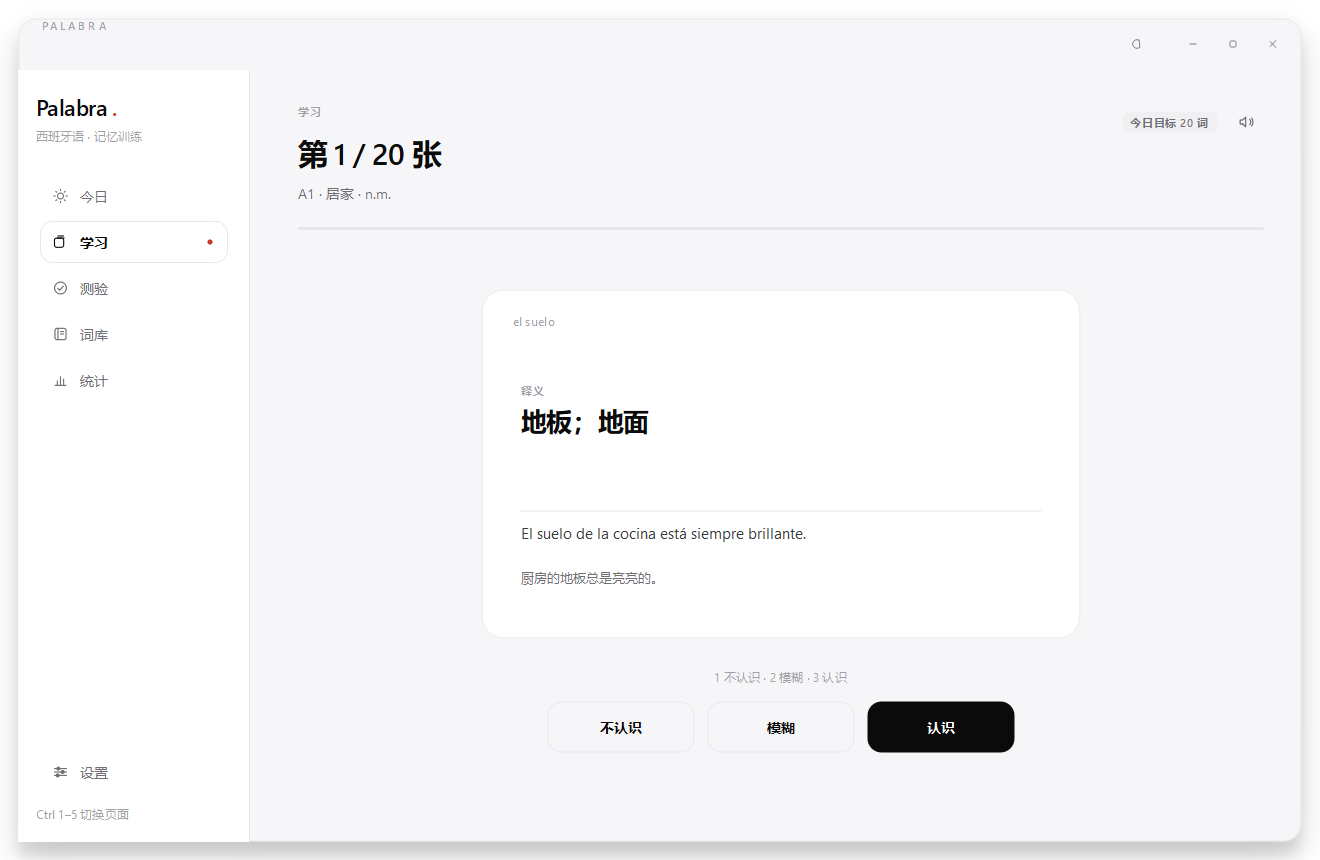 PALABRA
Palabra .
西班牙语 · 记忆训练
今日
学习
测验
词库
统计
设置
Ctrl 1–5 切换页面
学习
第 1 / 20 张
A1 · 居家 · n.m.
今日目标 20 词
el suelo
释义
地板；地面
El suelo de la cocina está siempre brillante.
厨房的地板总是亮亮的。
1 不认识 · 2 模糊 · 3 认识
不认识
模糊
认识